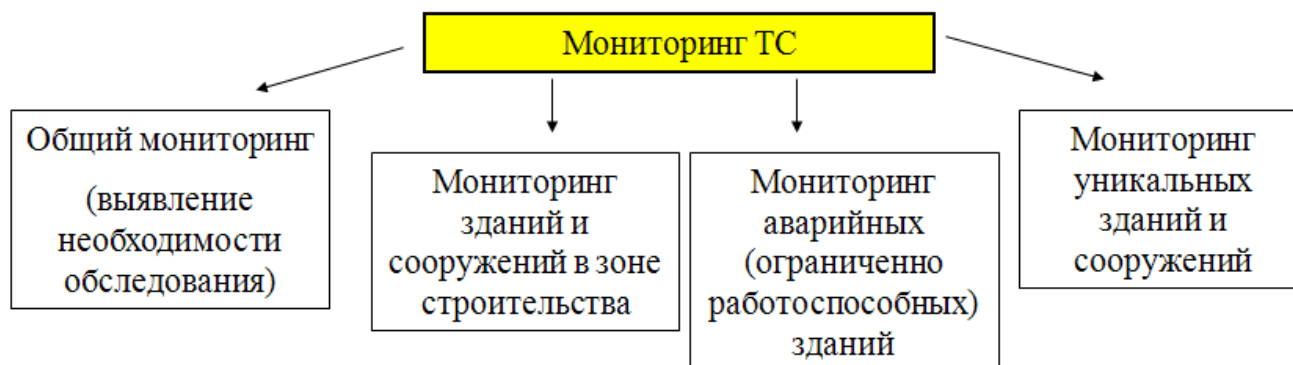 Мониторинг ТС
Общий мониторинг
(выявление
необходимости
обследования)
Мониторинг
зданий и
сооружений в зоне
строительства
Мониторинг
аварийных
(ограниченно
работоспособных)
зданий
Мониторинг
уникальных
зданий и
сооружений